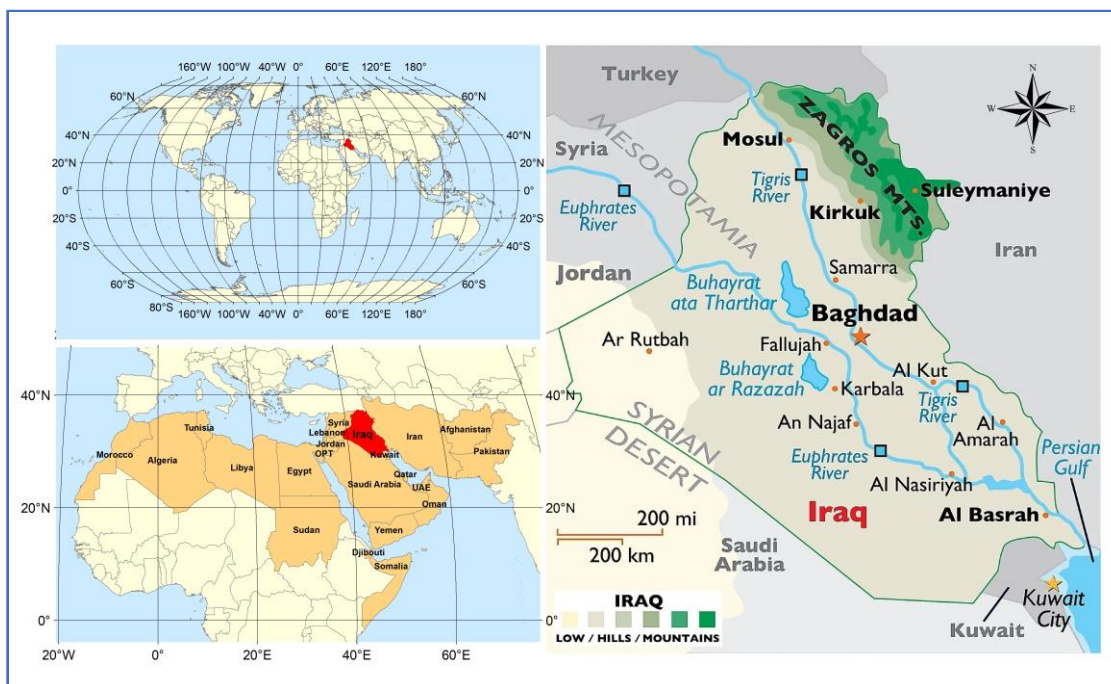 160°W 100°W 40°W 0° 40°E 80°E 120°E 180°
60°N
60°N
40°N
40°N
20°N
20°N
0°
0°
20°S
20°S
40°S
40°S
60°S
60°S
80°S
160°W 100°W 40°W 0° 40°E 80°E 120°E 180°
40°N
40°N
20°N
20°N
0°
0°
20°W
0°
20°E
40°E
60°E
Morocco
Algeria
Tunisia
Libya
Egypt
Sudan
Syria
Lebanon
Jordan
OPT
Iraq
Iran
Kuwait
Afghanistan
Pakistan
Saudi Arabia
Qatar
UAE
Oman
Yemen
Djibouti
Somalia
Turkey
N
W
E
S
Syria
MESOPOTAMIA
ZAGROS MTS.
Mosul
Tigris
River
Kirkuk
Suleymaniye
Euphrates
River
Iran
Jordan
Samarra
Buhayrat
ata Tharthar
Baghdad
Ar Rutbah
Fallujah
Buhayrat
ar Razazah
Karbala
Al Kut
Tigris
River
An Najaf
Al
Amarah
SYRIAN
DESERT
Euphrates
River
Al Nasiriyah
Persian
Gulf
Iraq
Al Basrah
200 mi
200 km
Saudi
Arabia
IRAQ
LOW / HILLS / MOUNTAINS
Kuwait
Kuwait
City